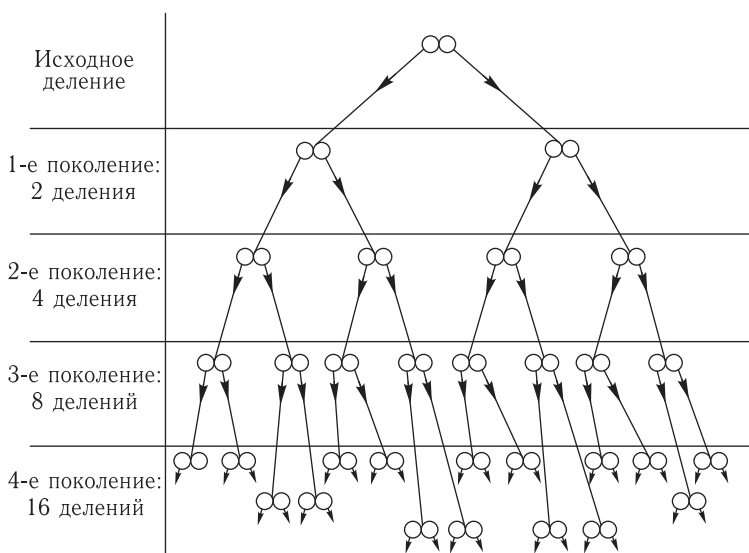 Исходное
деление
1-е поколение:
2 деления
2-е поколение:
4 деления
3-е поколение:
8 делений
4-е поколение:
16 делений